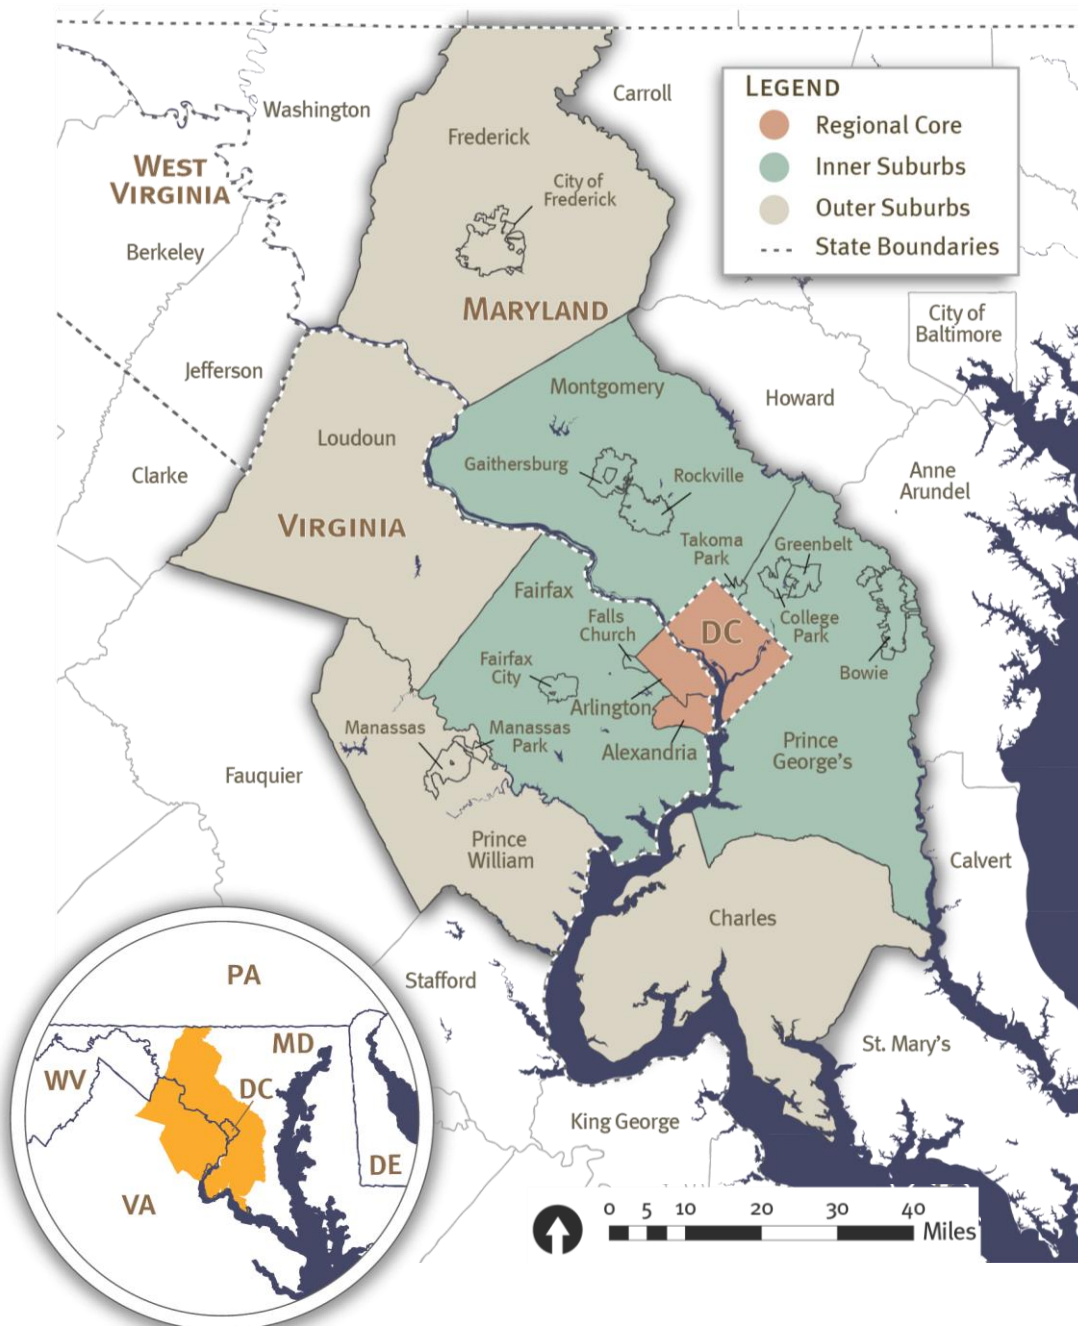 LEGEND
Regional Core
Inner Suburbs
Outer Suburbs
State Boundaries
Washington
Carroll
Frederick
WEST
VIRGINIA
City of
Frederick
Berkeley
MARYLAND
City of
Baltimore
Jefferson
Montgomery
Howard
Loudoun
Clarke
Gaithersburg
Rockville
Anne
Arundel
VIRGINIA
Takoma
Park
Greenbelt
Fairfax
Falls
Church
DC
College
Park
Fairfax
City
Bowie
Arlington
Manassas
Manassas
Park
Alexandria
Prince
George's
Fauquier
Prince
William
Calvert
Charles
Stafford
St. Mary's
King George
PA
MD
WV
DC
DE
VA
0 5 10 20 30 40
Miles